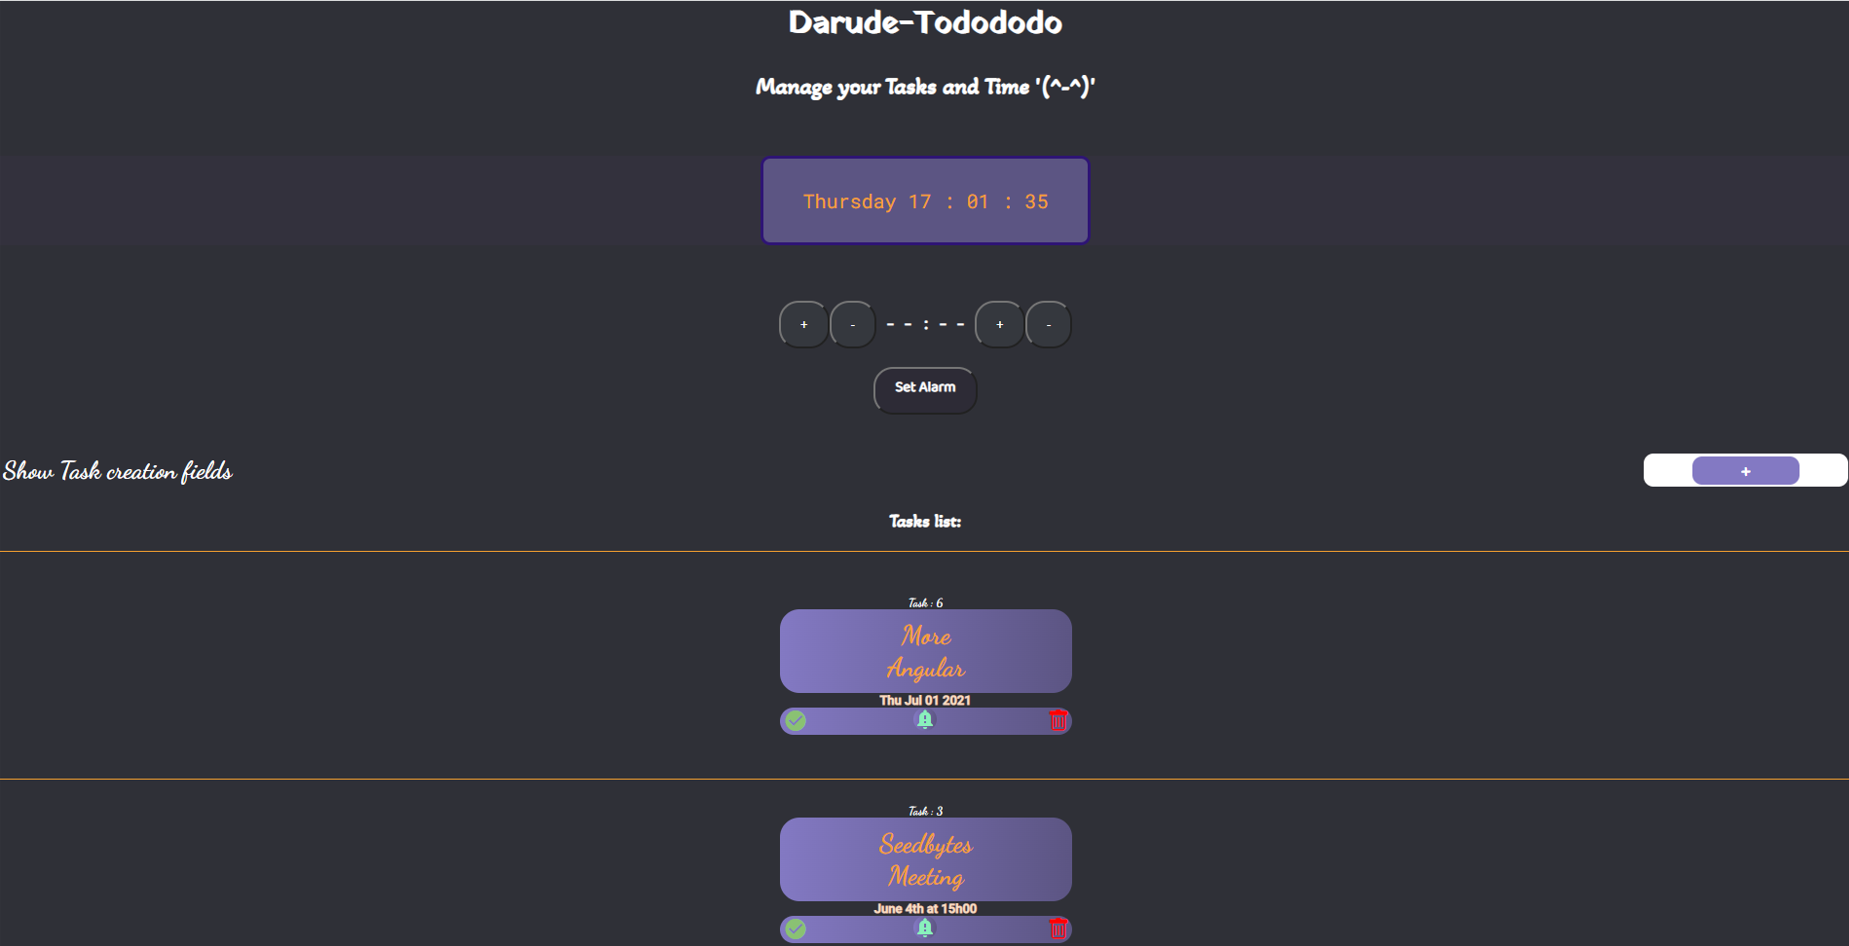 Darude-Todododo
Manage your Tasks and Time '(^-^)'
Thursday 17 : 01 : 35
+ - --:-- + -
Set Alarm
Show Task creation fields +
Tasks list:
Task : 6
More
Angular
Thu Jul 01 2021
Task : 3
Seedbytes
Meeting
June 4th at 15h00